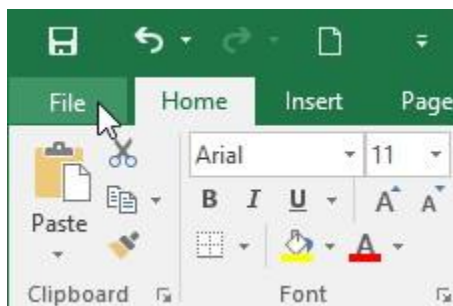 File Home Insert Page
Arial 11
Paste B I U A A
A
Clipboard Font